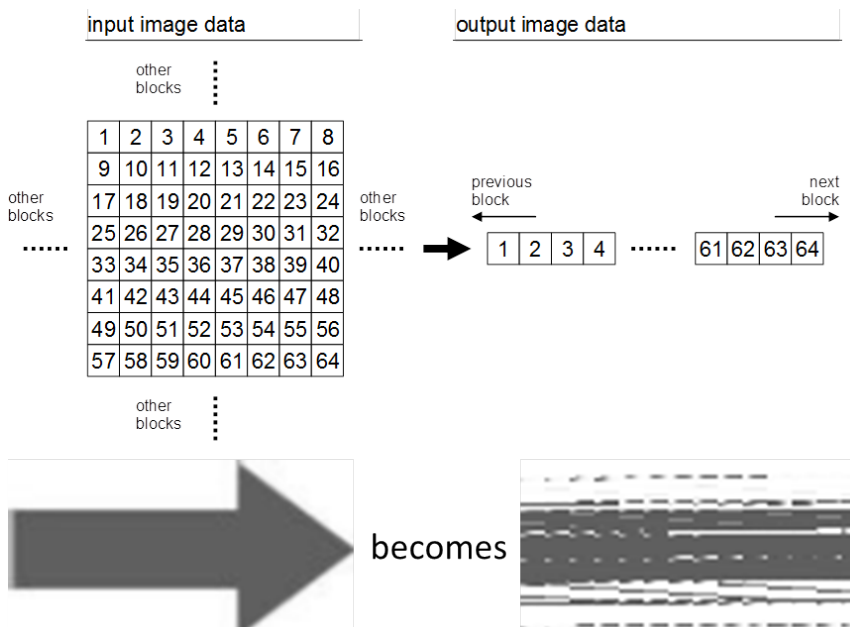 input image data
output image data
other
blocks
1 2 3 4 5 6 7 8
9 10 11 12 13 14 15 16
17 18 19 20 21 22 23 24
25 26 27 28 29 30 31 32
33 34 35 36 37 38 39 40
41 42 43 44 45 46 47 48
49 50 51 52 53 54 55 56
57 58 59 60 61 62 63 64
other
blocks
other
blocks
previous
block
next
block
1 2 3 4 ...... 61 62 63 64
other
blocks
becomes